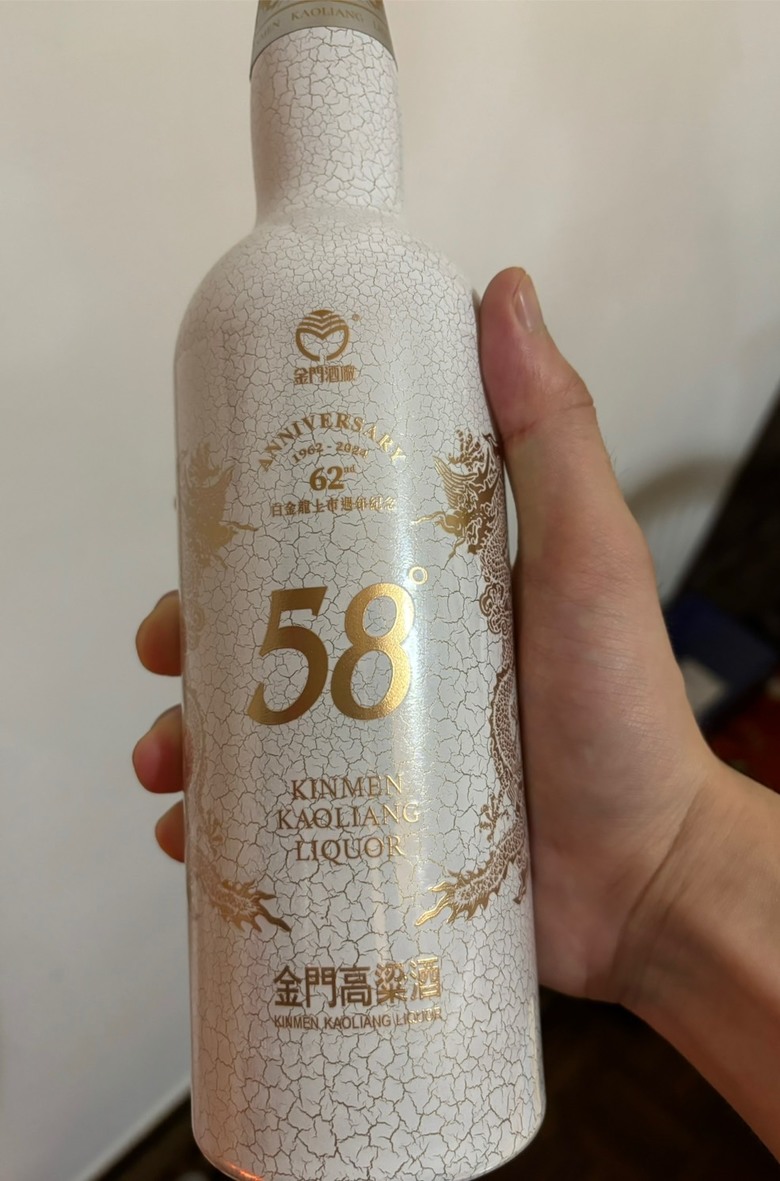 KAOLIANG
金門酒廠
ANNIVERSARY
1962 - 2024
62nd
白金龍上市週年紀念
58°
KINMEN
KAOLIANG
LIQUOR
金門高粱酒
KINMEN KAOLIANG LIQUOR